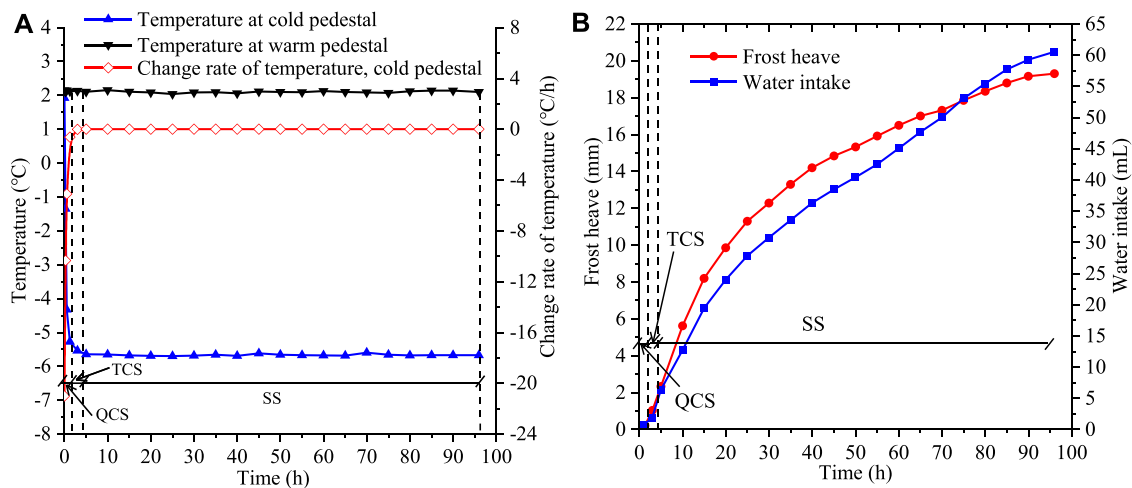 A
Temperature at cold pedestal
Temperature at warm pedestal
Change rate of temperature, cold pedestal
4
3
2
1
0
-1
-2
-3
-4
-5
-6
-7
-8
Temperature (°C)
8
4
0
-4
-8
-12
-16
-20
-24
Change rate of temperature (°C/h)
TCS
QCS
SS
0 10 20 30 40 50 60 70 80 90 100
Time (h)
B
Frost heave
Water intake
22
20
18
16
14
12
10
8
6
4
2
0
Frost heave (mm)
65
60
55
50
45
40
35
30
25
20
15
10
5
0
Water intake (mL)
TCS
SS
QCS
0 10 20 30 40 50 60 70 80 90 100
Time (h)